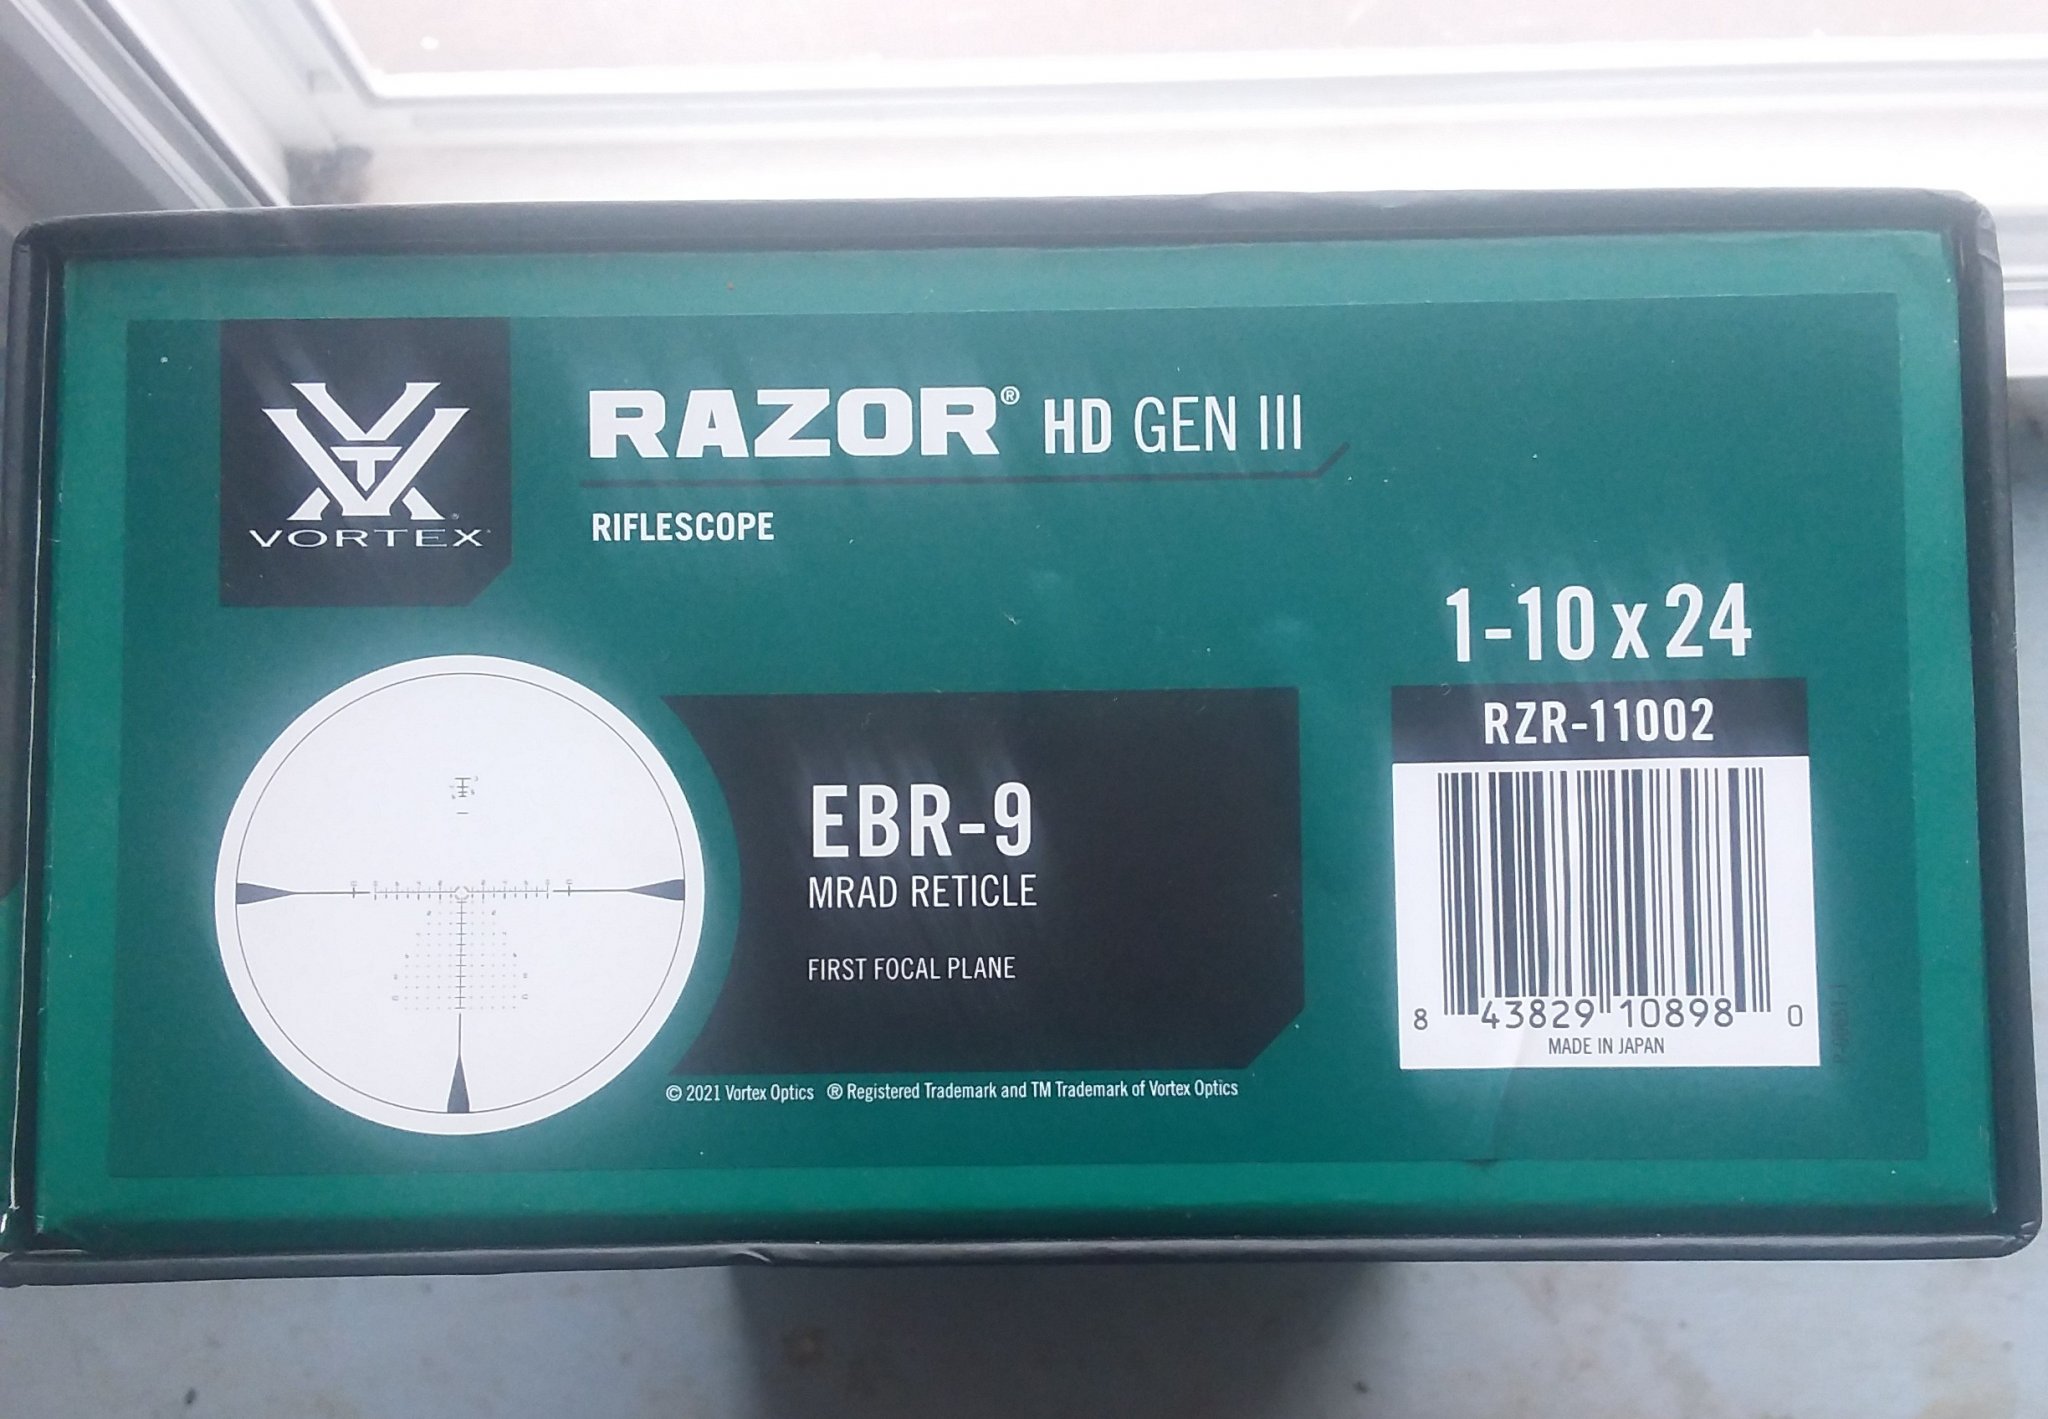 VORTEX®
RAZOR® HD GEN III
RIFLESCOPE
1-10 x 24
RZR-11002
EBR-9
MRAD RETICLE
FIRST FOCAL PLANE
8 43829 10898 0
MADE IN JAPAN
© 2021 Vortex Optics ® Registered Trademark and TM Trademark of Vortex Optics